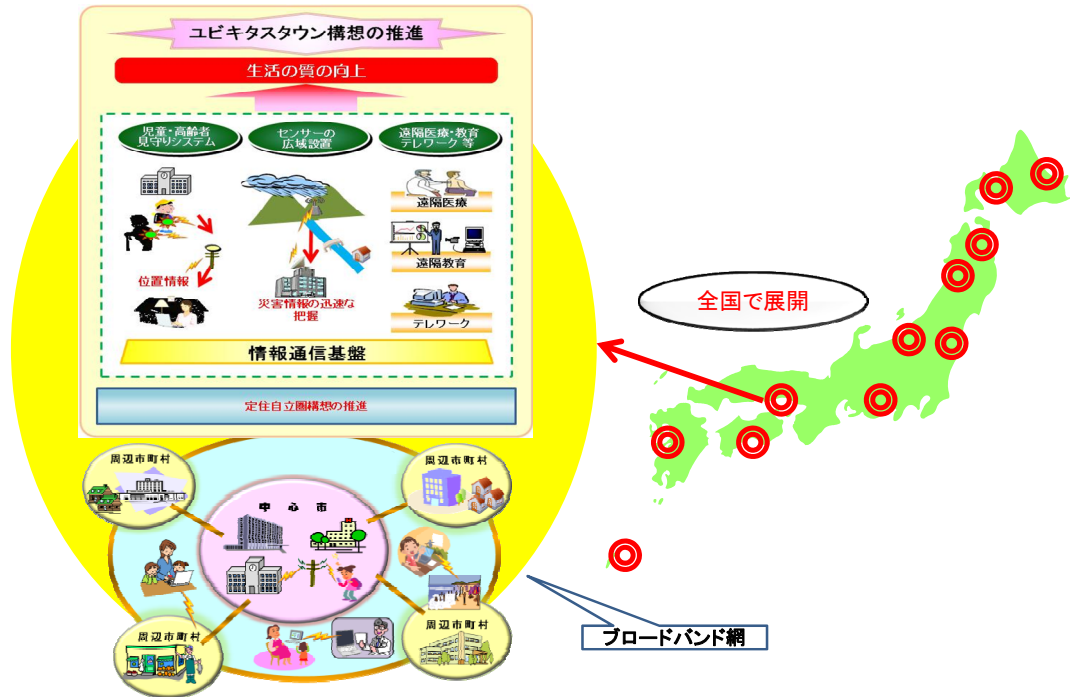 ユビキタスタウン構想の推進
生活の質の向上
児童・高齢者
見守りシステム
センサーの
広域設置
遠隔医療・教育
テレワーク 等
位置情報
災害情報の迅速な
把握
遠隔医療
遠隔教育
テレワーク
情報通信基盤
定住自立圏構想の推進
周辺市町村
周辺市町村
中心市
周辺市町村
周辺市町村
全国で展開
ブロードバンド網